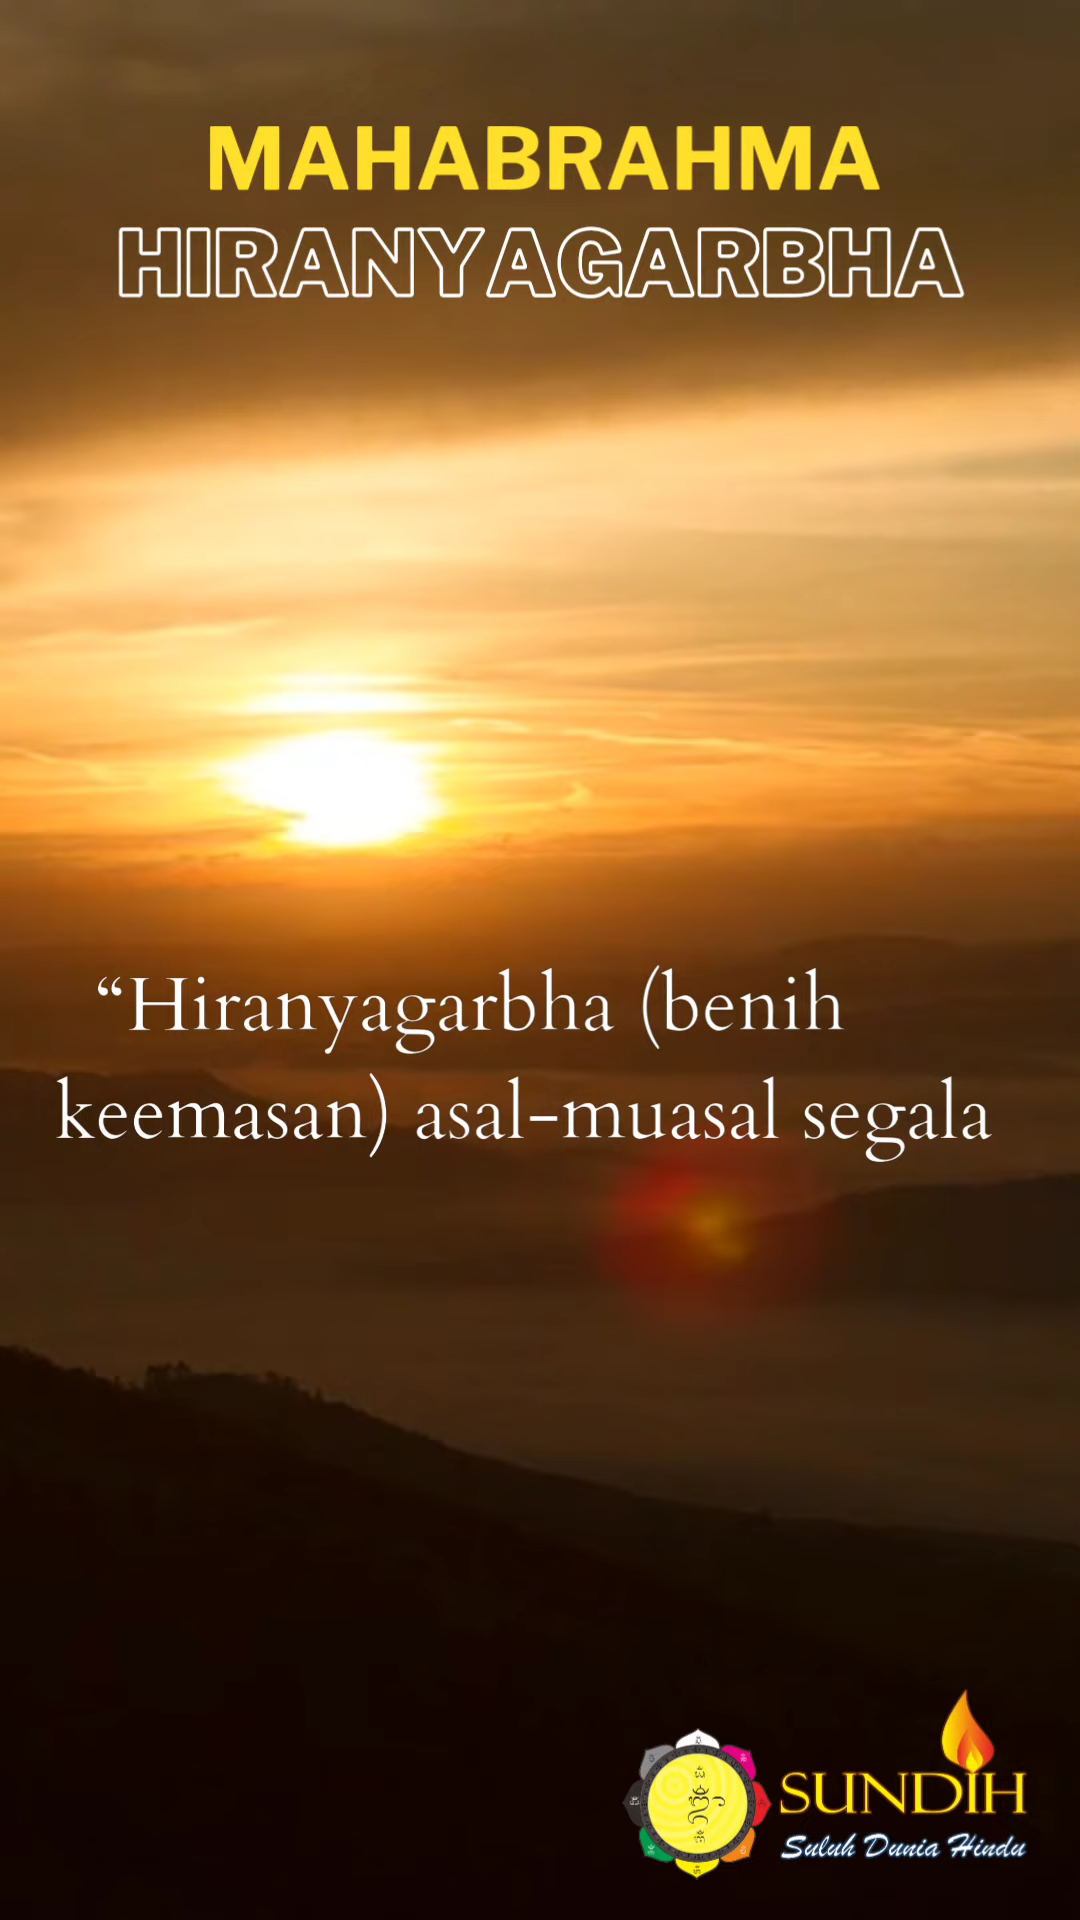 MAHABRAHMA
HIRANYAGARBHA
“Hiranyagarbha (benih
keemasan) asal-muasal segala
SUNDIH
Suluh Dunia Hindu